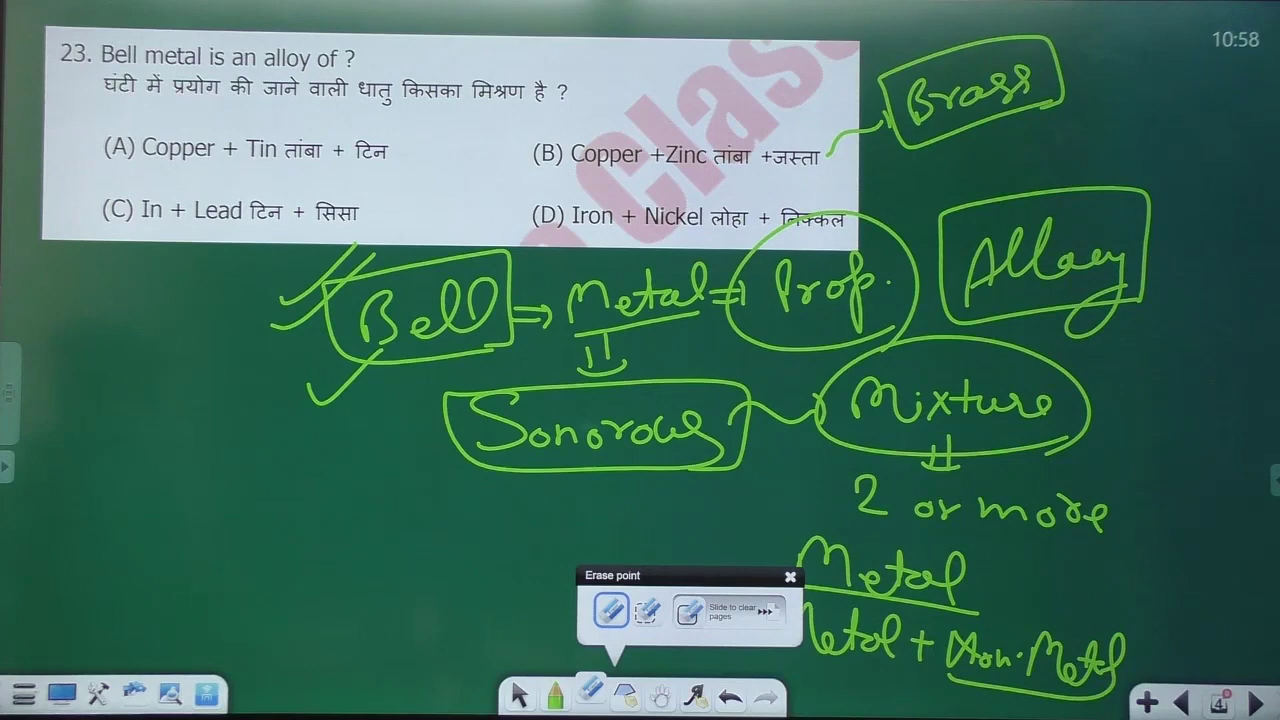 10:58
23. Bell metal is an alloy of ?
घंटी में प्रयोग की जाने वाली धातु किसका मिश्रण है ?
(A) Copper + Tin तांबा + टिन
(B) Copper +Zinc तांबा +जस्ता
(C) In + Lead टिन + सिसा
(D) Iron + Nickel लोहा + निक्कल
Class
Brass
Bell ⇒ Metal ⇒ Prop.
Alloy
Sonorous
Mixture
2 or more
Metal
Metal + Non-Metal
Erase point
Slide to clear
pages
4